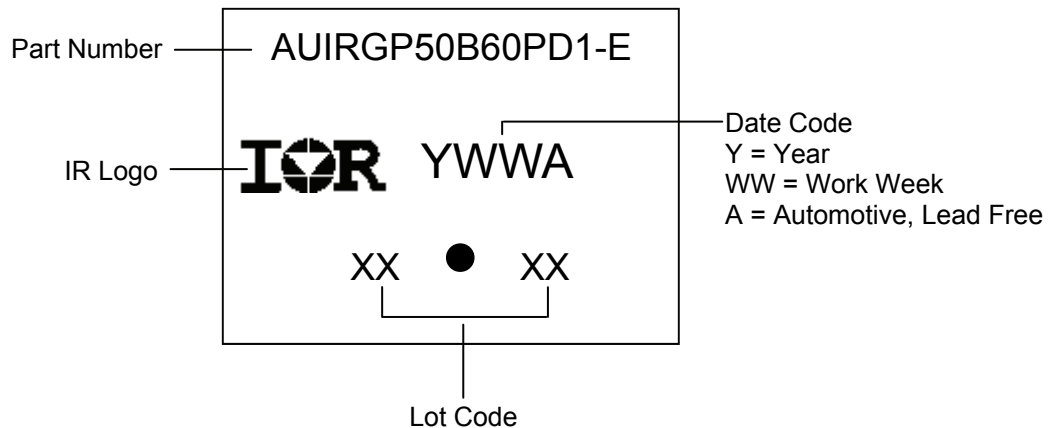 Part Number
AUIRGP50B60PD1-E
IR Logo
IOR
YWWA
Date Code
Y = Year
WW = Work Week
A = Automotive, Lead Free
XX ● XX
Lot Code